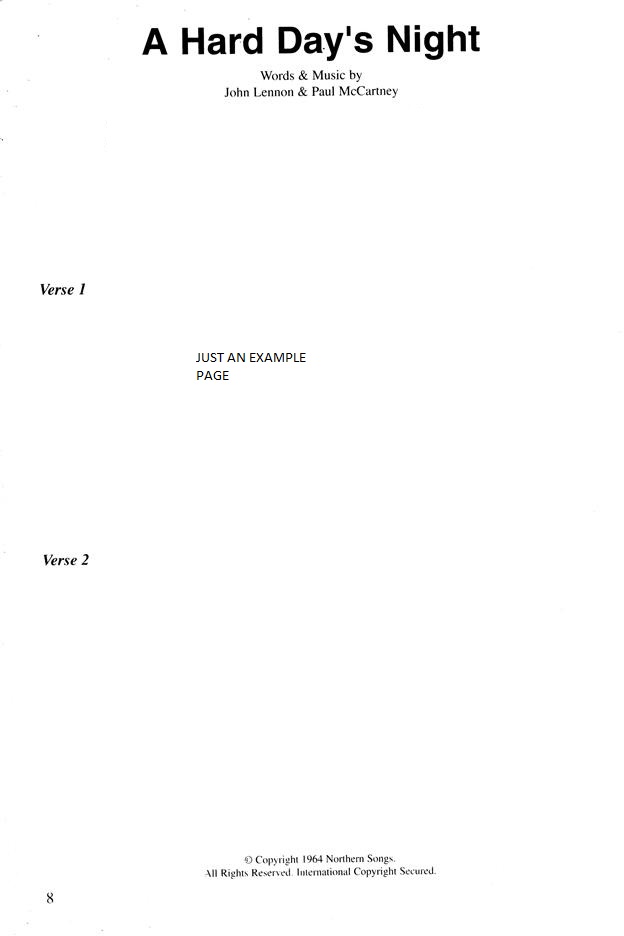 A Hard Day's Night
Words & Music by
John Lennon & Paul McCartney
Verse 1
JUST AN EXAMPLE
PAGE
Verse 2
© Copyright 1964 Northern Songs.
All Rights Reserved. International Copyright Secured.
8